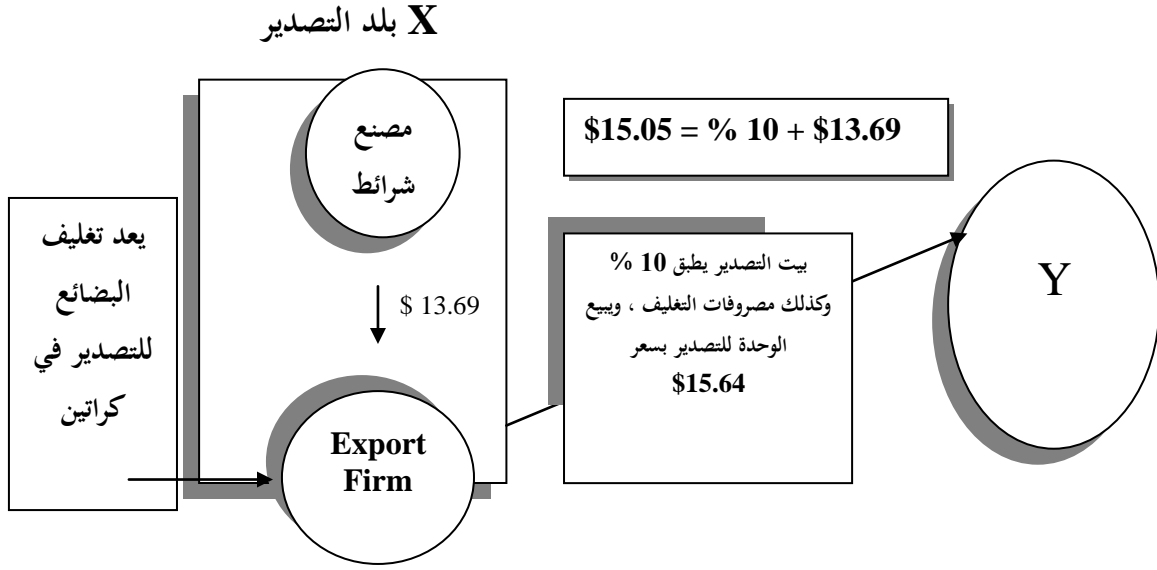 X بلد التصدير
مصنع
شرائط
$15.05 = % 10 + $13.69
يعد تغليف
البضائع
للتصدير في
كراتين
$ 13.69
بيت التصدير يطبق 10 %
وكذلك مصروفات التغليف ، ويبيع
الوحدة للتصدير بسعر
$15.64
Y
Export
Firm